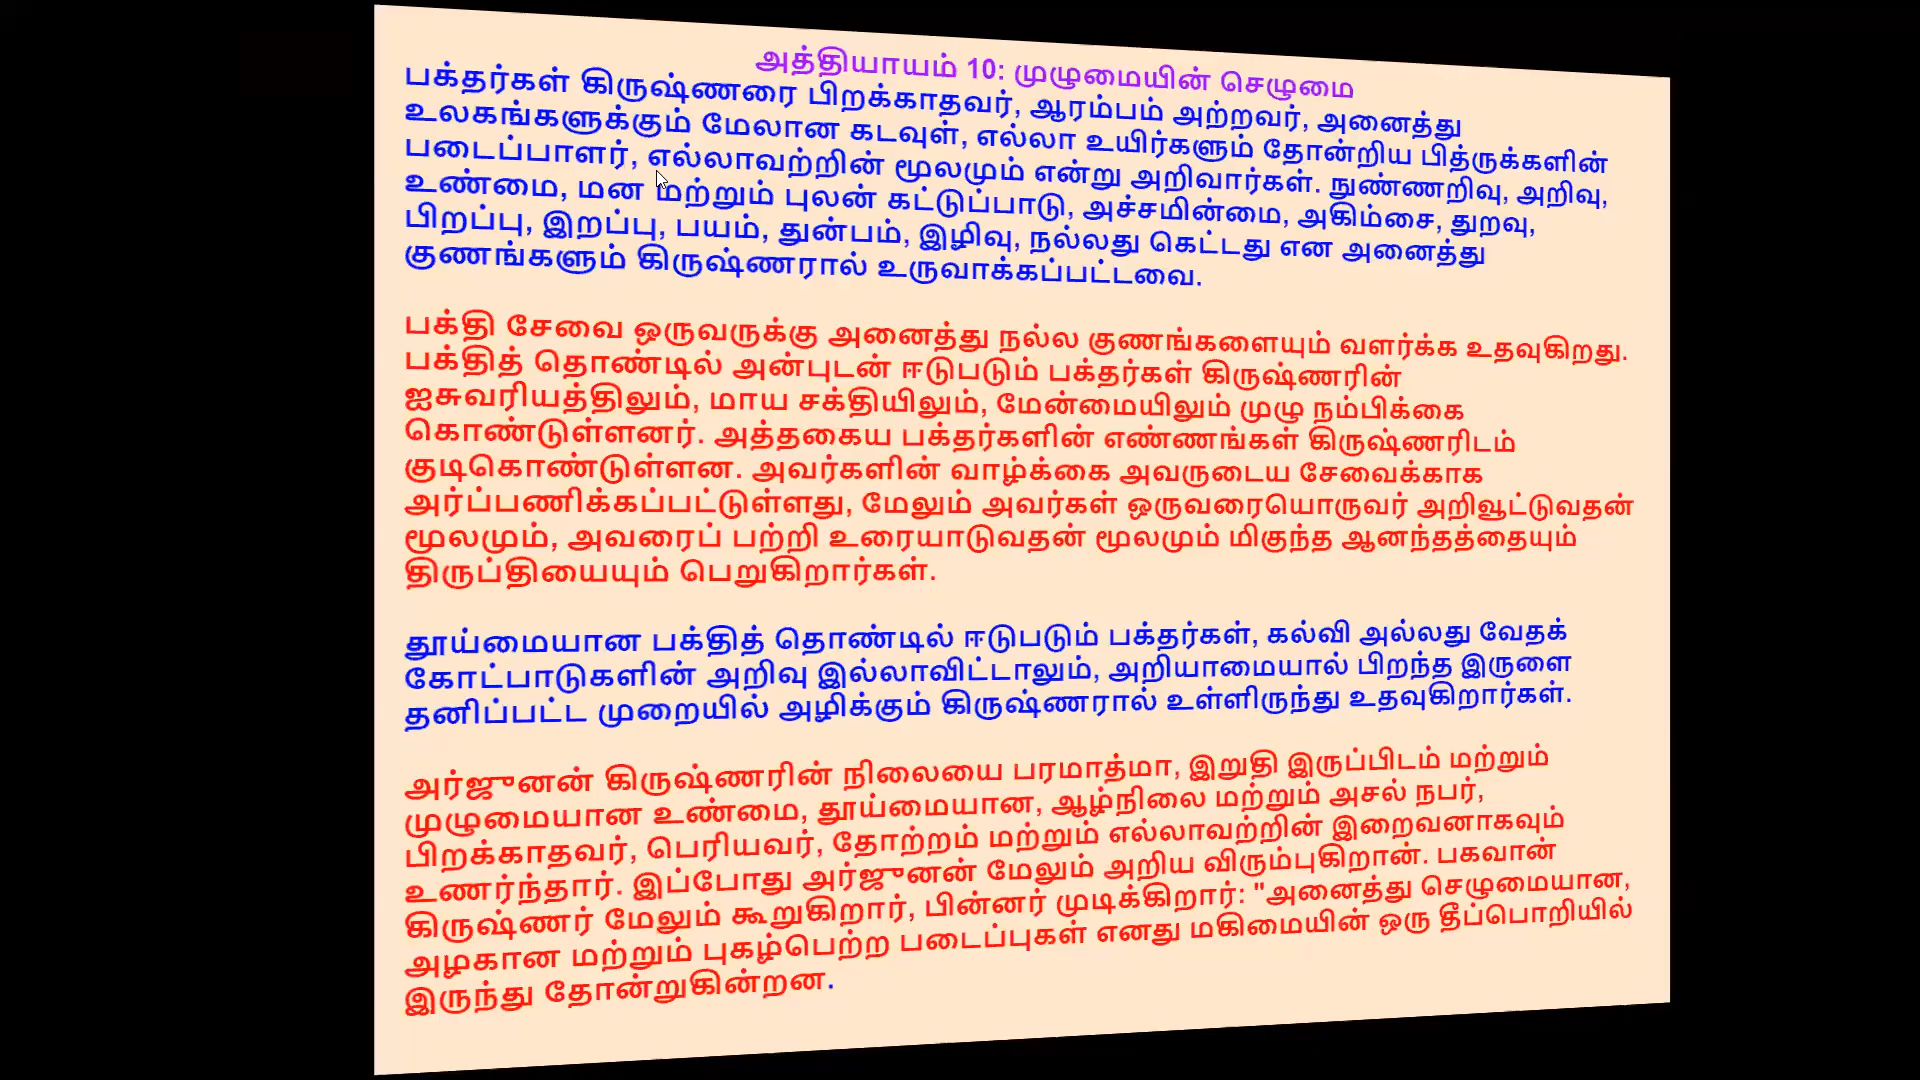 அத்தியாயம் 10: முழுமையின் செழுமை
பக்தர்கள் கிருஷ்ணரை பிறக்காதவர், ஆரம்பம் அற்றவர், அனைத்து
உலகங்களுக்கும் மேலான கடவுள், எல்லா உயிர்களும் தோன்றிய பித்ருக்களின்
படைப்பாளர், எல்லாவற்றின் மூலமும் என்று அறிவார்கள். நுண்ணறிவு, அறிவு,
உண்மை, மன மற்றும் புலன் கட்டுப்பாடு, அச்சமின்மை, அகிம்சை, துறவு,
பிறப்பு, இறப்பு, பயம், துன்பம், இழிவு, நல்லது கெட்டது என அனைத்து
குணங்களும் கிருஷ்ணரால் உருவாக்கப்பட்டவை.
பக்தி சேவை ஒருவருக்கு அனைத்து நல்ல குணங்களையும் வளர்க்க உதவுகிறது.
பக்தித் தொண்டில் அன்புடன் ஈடுபடும் பக்தர்கள் கிருஷ்ணரின்
ஐசுவரியத்திலும், மாய சக்தியிலும், மேன்மையிலும் முழு நம்பிக்கை
கொண்டுள்ளனர். அத்தகைய பக்தர்களின் எண்ணங்கள் கிருஷ்ணரிடம்
குடிகொண்டுள்ளன. அவர்களின் வாழ்க்கை அவருடைய சேவைக்காக
அர்ப்பணிக்கப்பட்டுள்ளது, மேலும் அவர்கள் ஒருவரையொருவர் அறிவூட்டுவதன்
மூலமும், அவரைப் பற்றி உரையாடுவதன் மூலமும் மிகுந்த ஆனந்தத்தையும்
திருப்தியையும் பெறுகிறார்கள்.
தூய்மையான பக்தித் தொண்டில் ஈடுபடும் பக்தர்கள், கல்வி அல்லது வேதக்
கோட்பாடுகளின் அறிவு இல்லாவிட்டாலும், அறியாமையால் பிறந்த இருளை
தனிப்பட்ட முறையில் அழிக்கும் கிருஷ்ணரால் உள்ளிருந்து உதவுகிறார்கள்.
அர்ஜுனன் கிருஷ்ணரின் நிலையை பரமாத்மா, இறுதி இருப்பிடம் மற்றும்
முழுமையான உண்மை, தூய்மையான, ஆழ்நிலை மற்றும் அசல் நபர்,
பிறக்காதவர், பெரியவர், தோற்றம் மற்றும் எல்லாவற்றின் இறைவனாகவும்
உணர்ந்தார். இப்போது அர்ஜுனன் மேலும் அறிய விரும்புகிறான். பகவான்
கிருஷ்ணர் மேலும் கூறுகிறார், பின்னர் முடிக்கிறார்: "அனைத்து செழுமையான,
அழகான மற்றும் புகழ்பெற்ற படைப்புகள் எனது மகிமையின் ஒரு தீப்பொறியில்
இருந்து தோன்றுகின்றன.